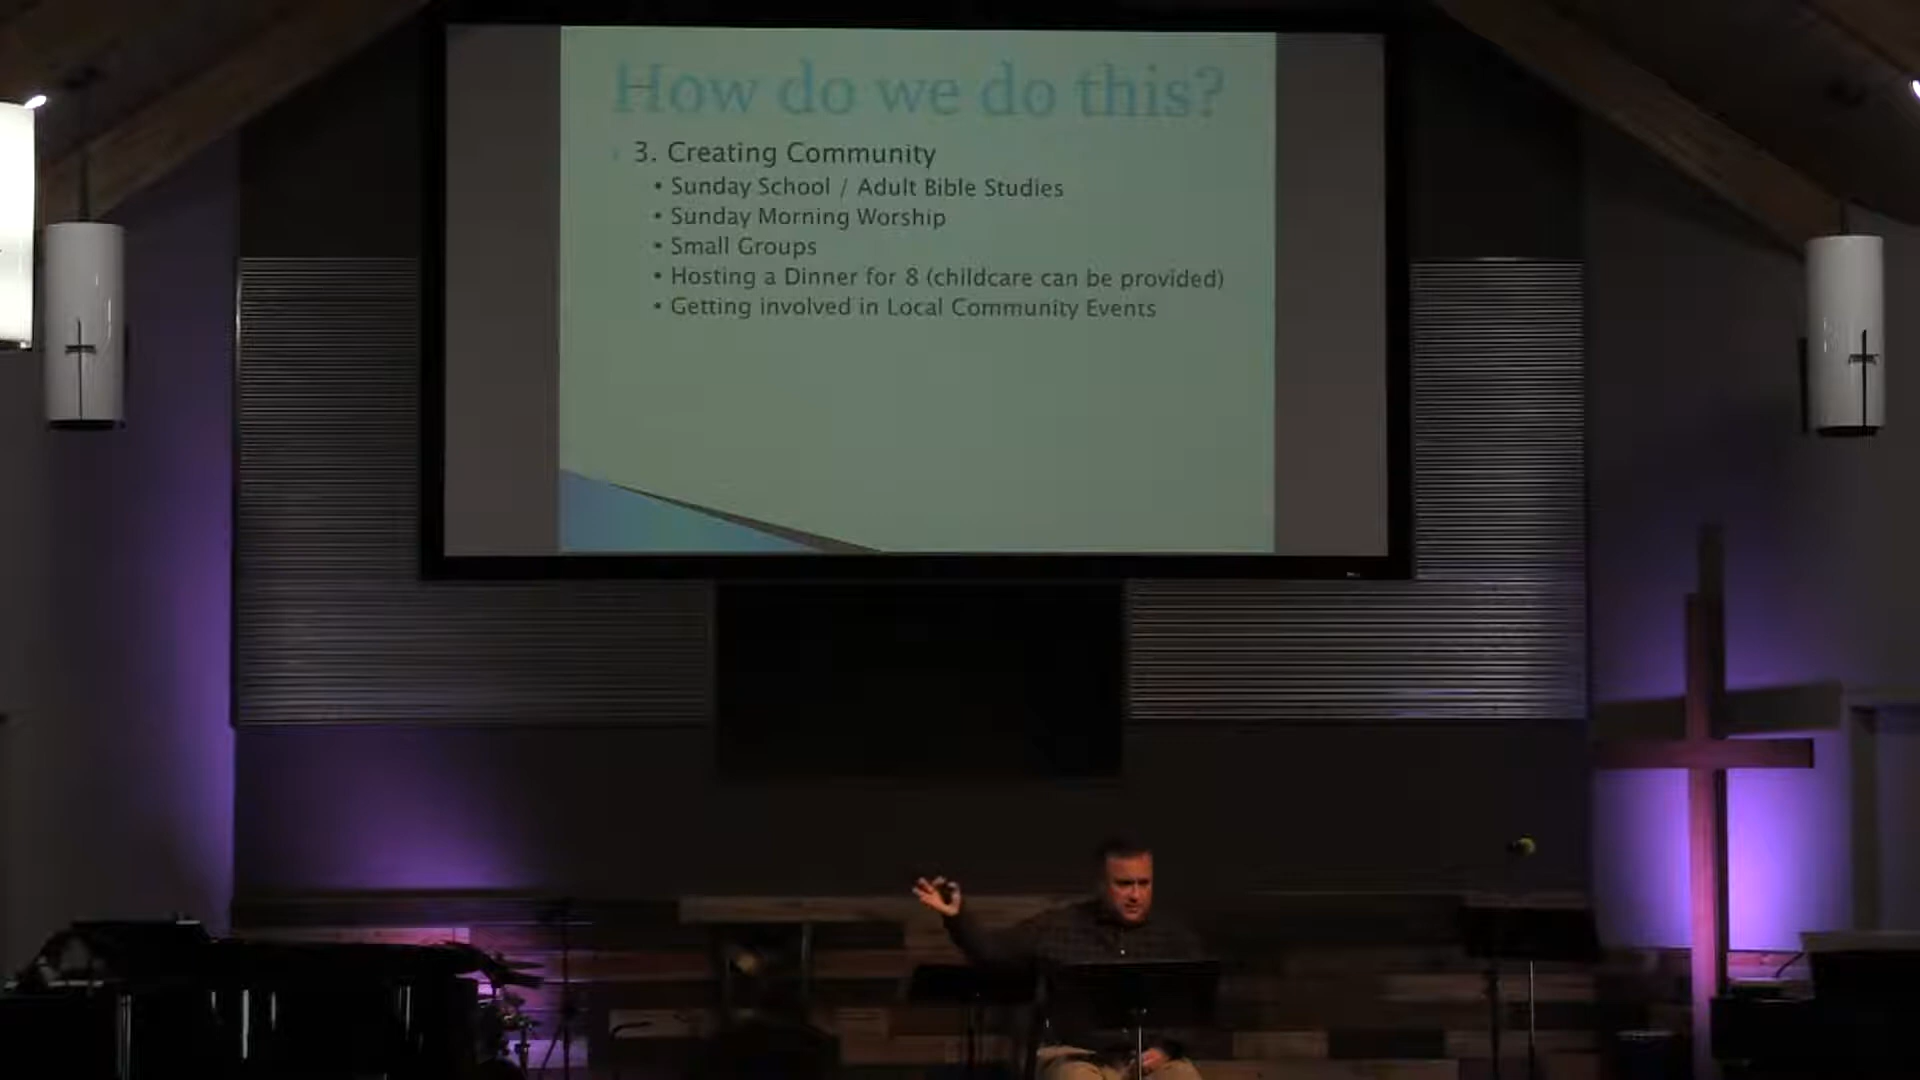 How do we do this?
3. Creating Community
• Sunday School / Adult Bible Studies
• Sunday Morning Worship
• Small Groups
• Hosting a Dinner for 8 (childcare can be provided)
• Getting involved in Local Community Events